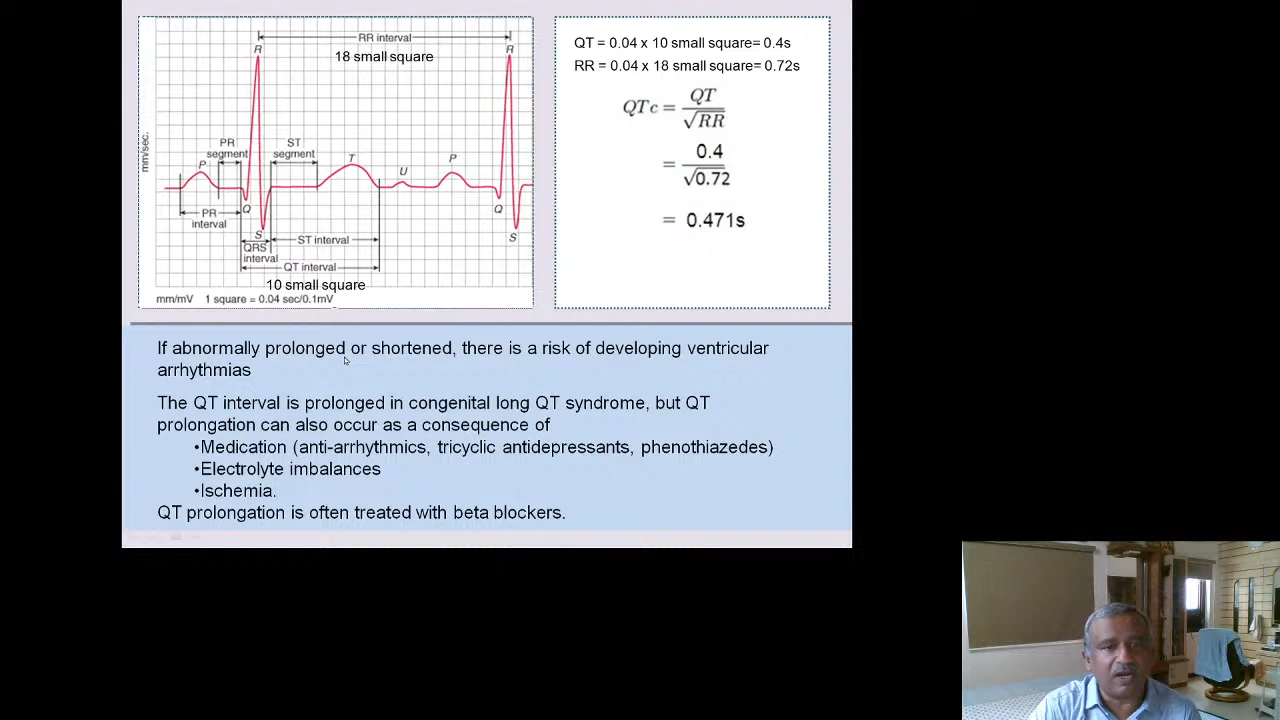 RR interval
18 small square
R
R
PR
segment
ST
segment
P
T
U
P
mm/sec.
Q
PR
interval
S
QRS
interval
ST interval
QT interval
Q
S
10 small square
mm/mV 1 square = 0.04 sec/0.1mV
QT = 0.04 x 10 small square= 0.4s
RR = 0.04 x 18 small square= 0.72s
QTc = QT / √RR
= 0.4 / √0.72
= 0.471s
If abnormally prolonged or shortened, there is a risk of developing ventricular
arrhythmias
The QT interval is prolonged in congenital long QT syndrome, but QT
prolongation can also occur as a consequence of
•Medication (anti-arrhythmics, tricyclic antidepressants, phenothiazedes)
•Electrolyte imbalances
•Ischemia.
QT prolongation is often treated with beta blockers.